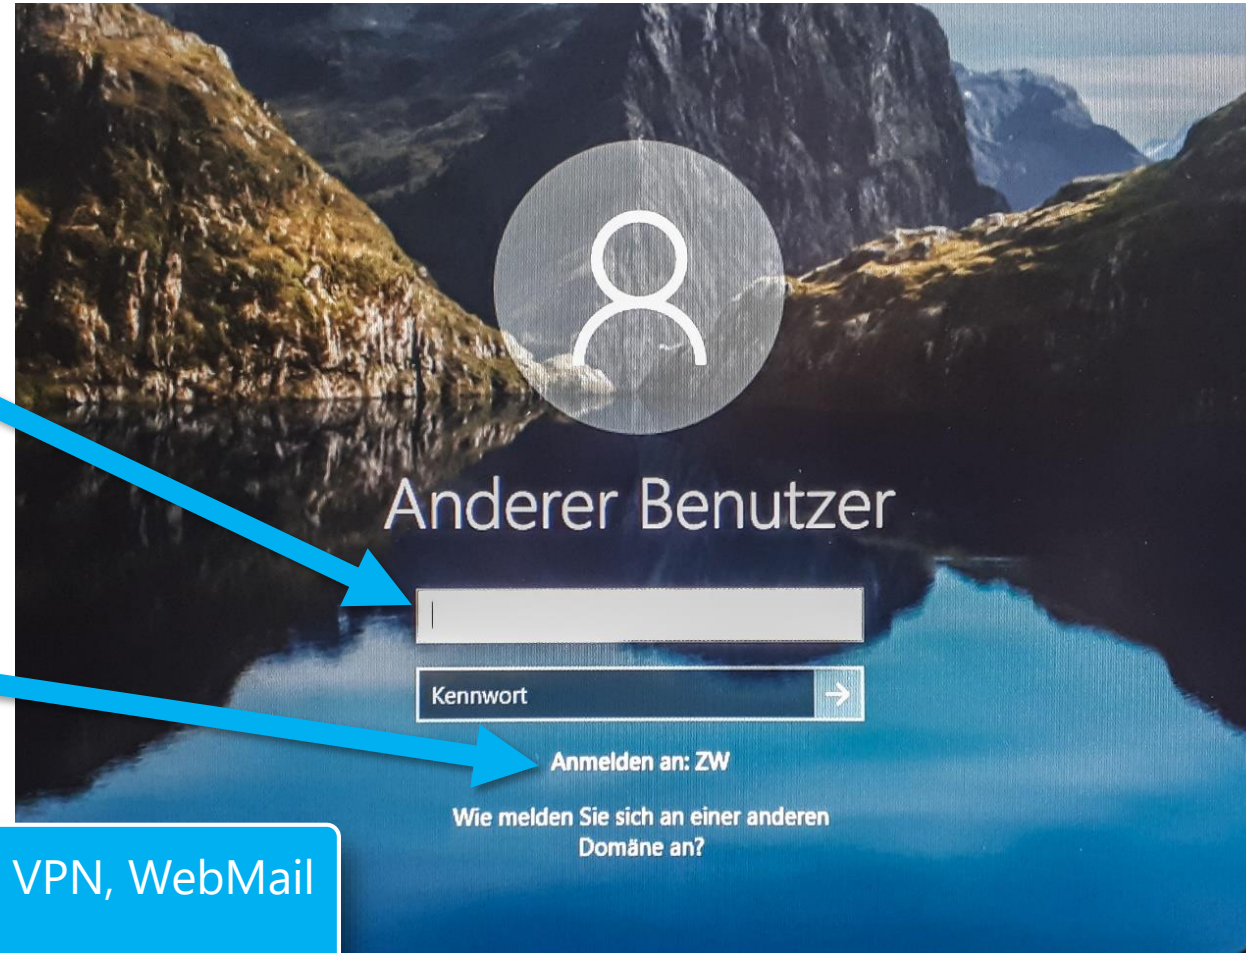 Anderer Benutzer
Kennwort
Anmelden an: ZW
Wie melden Sie sich an einer anderen
Domäne an?
VPN, WebMail